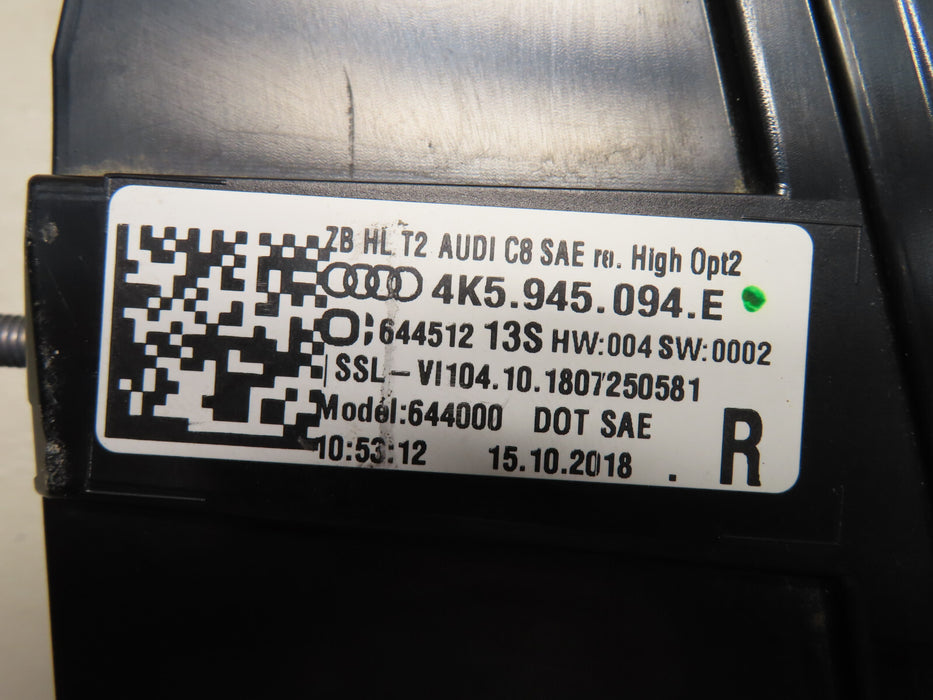 ZB HL T2 AUDI C8 SAE re. High Opt2
4K5.945.094.E
644512 13S HW:004 SW:0002
SSL-VI104.10.1807250581
Model:644000 DOT SAE
10:53:12 15.10.2018 . R